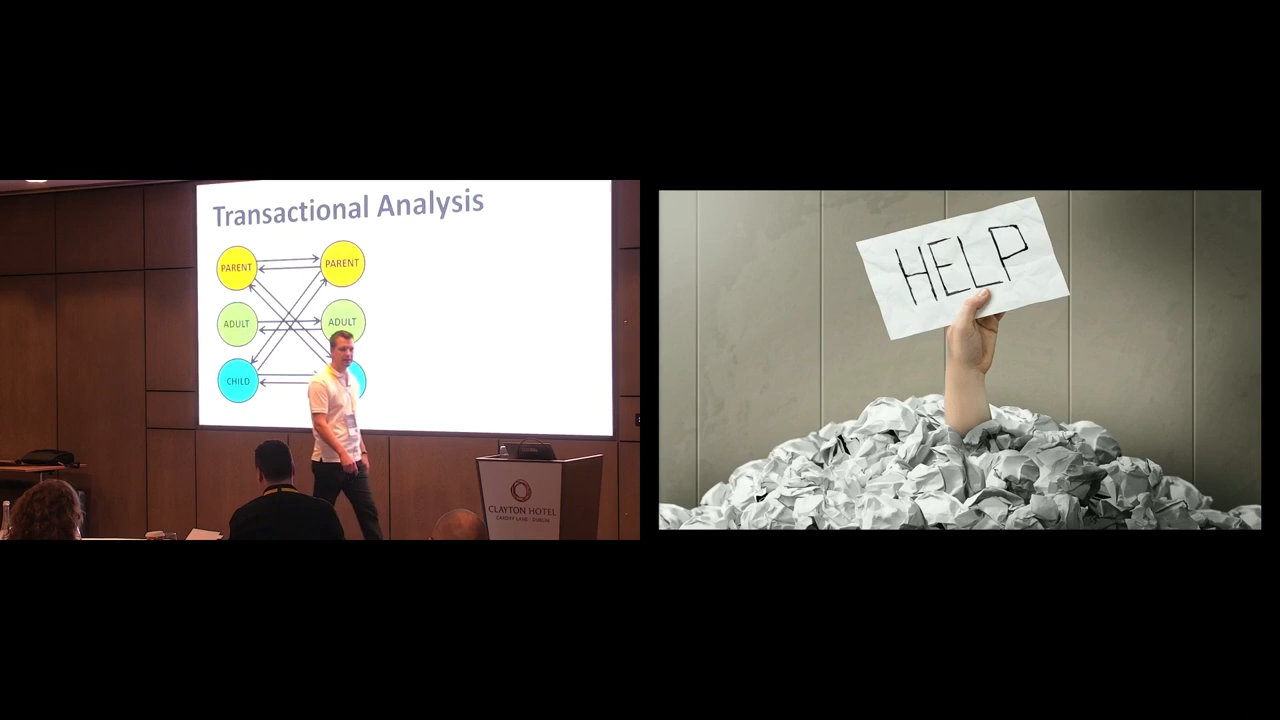 Transactional Analysis
PARENT
PARENT
ADULT
ADULT
CHILD
CLAYTON HOTEL
CARDIFF LANE · DUBLIN
HELP